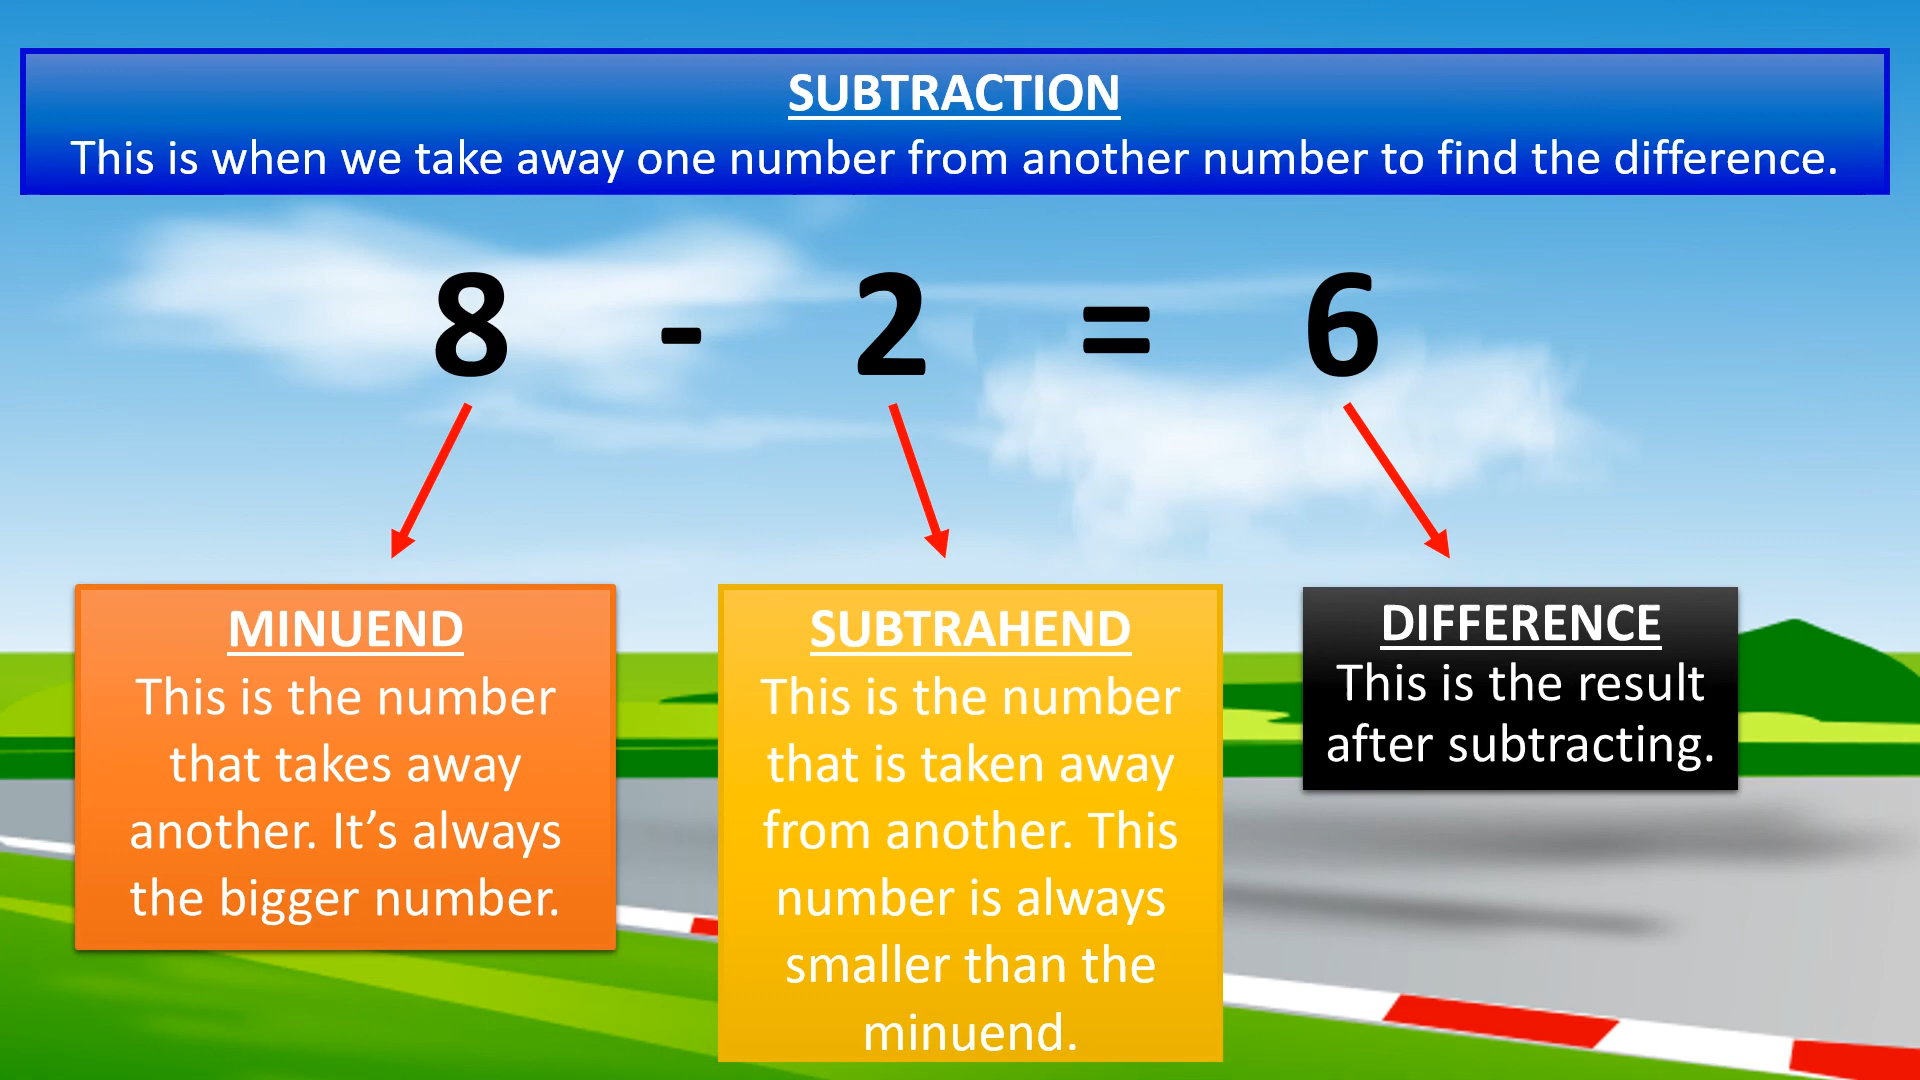 SUBTRACTION
This is when we take away one number from another number to find the difference.
8 - 2 = 6
MINUEND
This is the number
that takes away
another. It’s always
the bigger number.
SUBTRAHEND
This is the number
that is taken away
from another. This
number is always
smaller than the
minuend.
DIFFERENCE
This is the result
after subtracting.